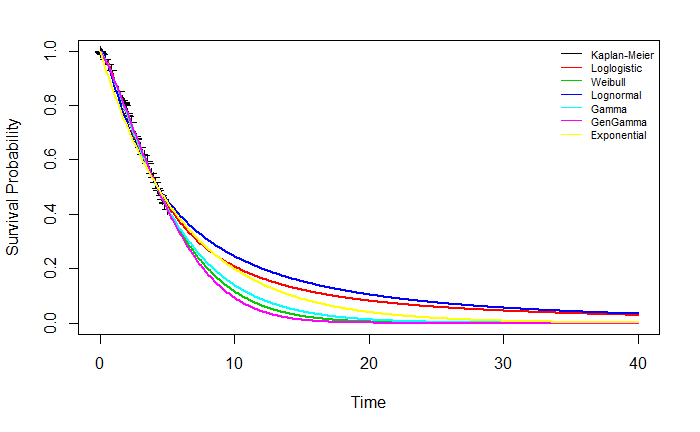 Survival Probability
1.0
0.8
0.6
0.4
0.2
0.0
Kaplan-Meier
Loglogistic
Weibull
Lognormal
Gamma
GenGamma
Exponential
0 10 20 30 40
Time